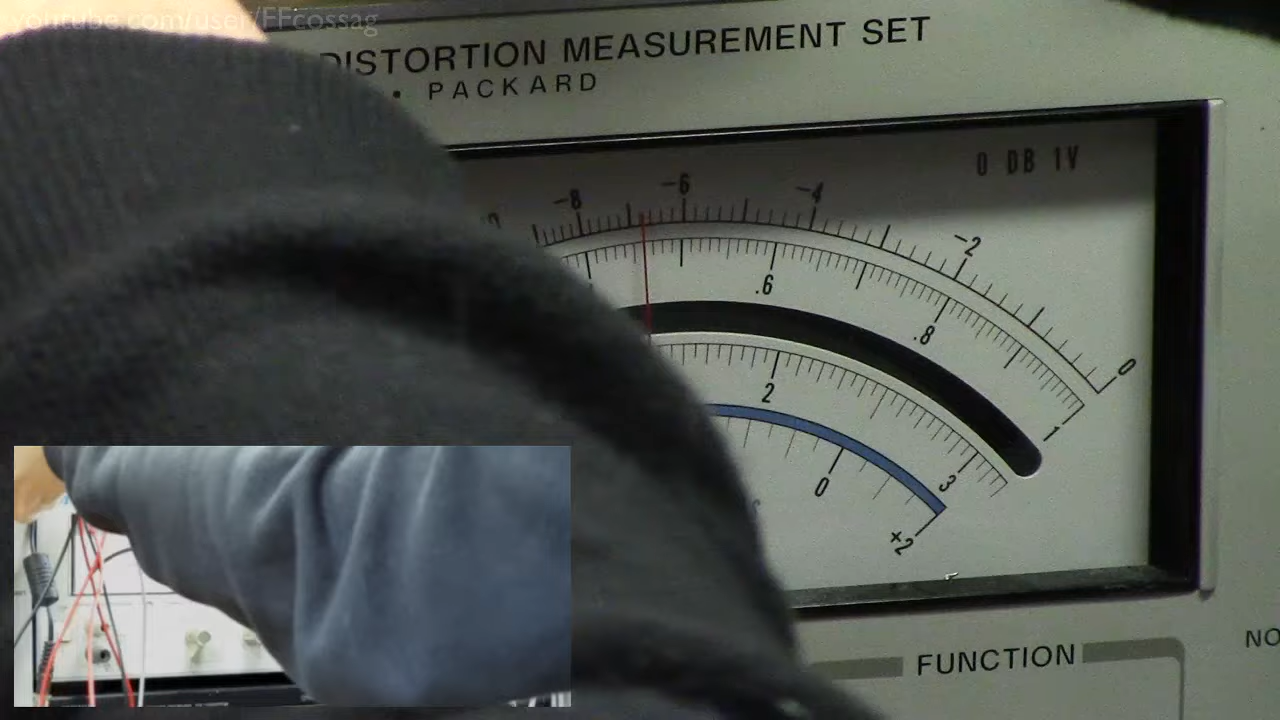 youtube.com/user/FFcossag
DISTORTION MEASUREMENT SET
• PACKARD
0 DB 1V
-8 -6 -4 -2 0
.6 .8 1
2 3
0 +2
FUNCTION
NO